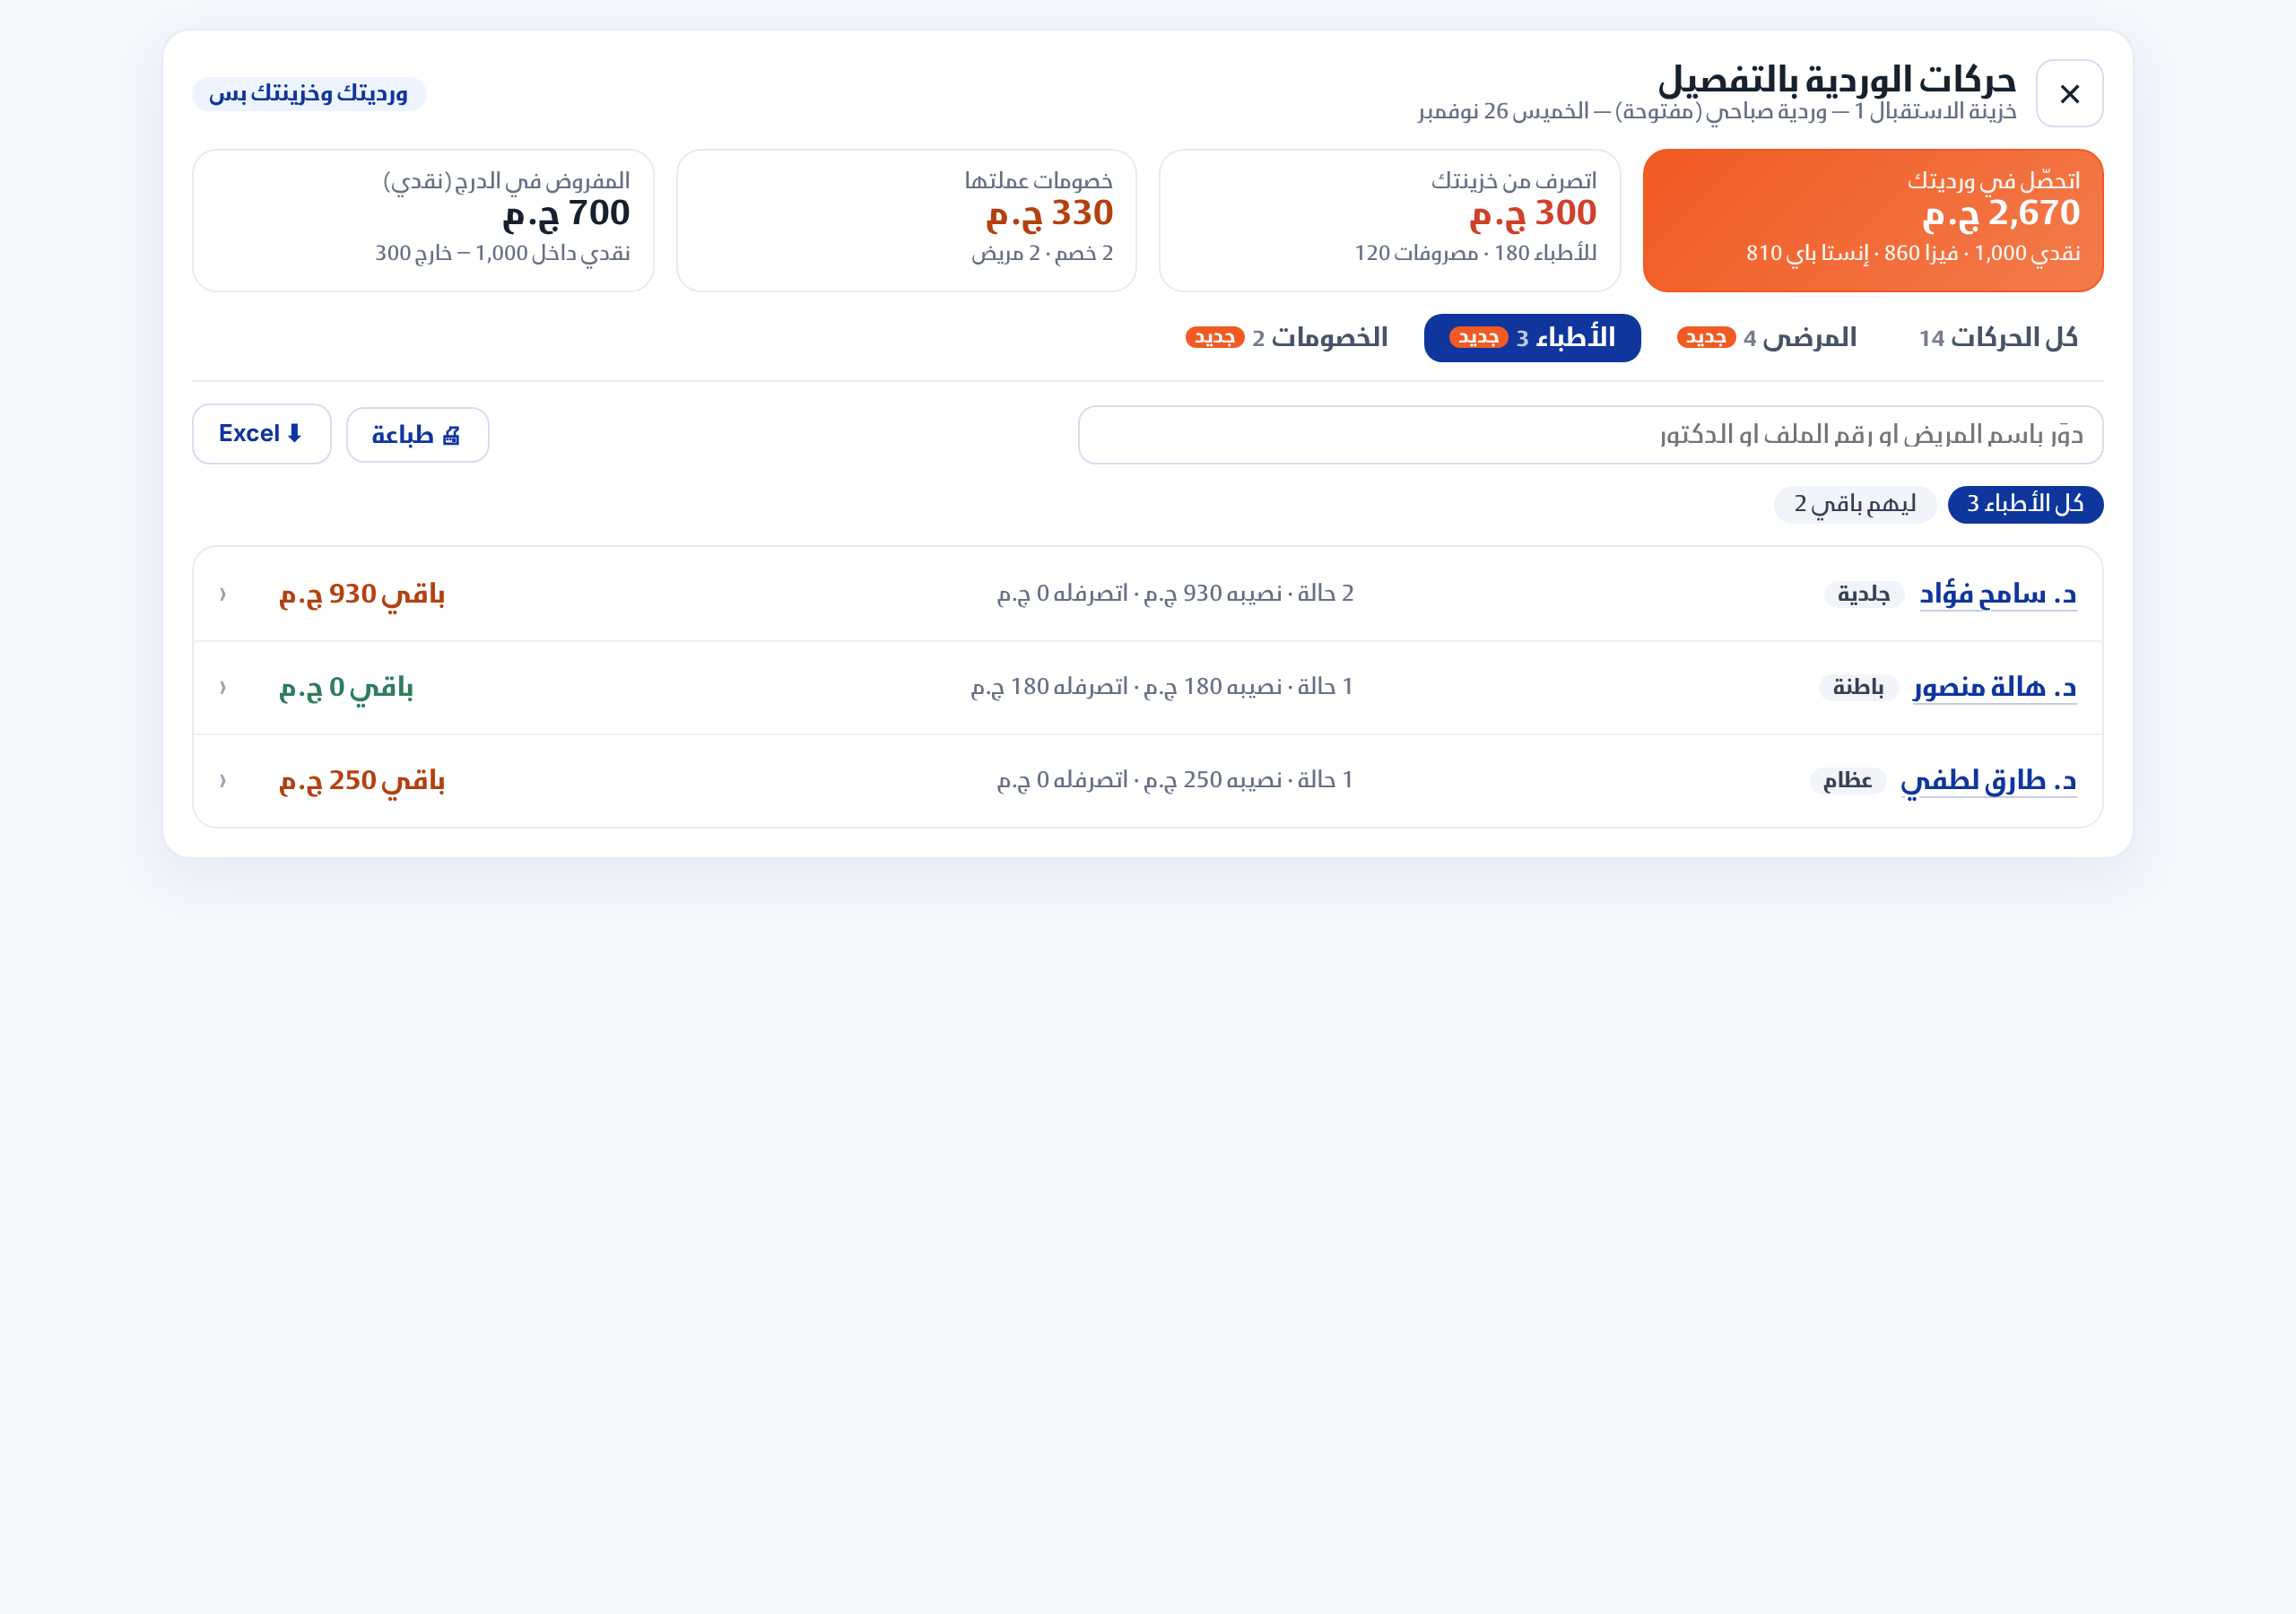 ✕
حركات الوردية بالتفصيل
خزينة الاستقبال 1 — وردية صباحي (مفتوحة) — الخميس 26 نوفمبر
ورديتك وخزينتك بس
اتحصّل في ورديتك
2,670 ج.م
نقدي 1,000 · فيزا 860 · إنستا باي 810
اتصرف من خزينتك
300 ج.م
للأطباء 180 · مصروفات 120
خصومات عملتها
330 ج.م
2 خصم · 2 مريض
المفروض في الدرج (نقدي)
700 ج.م
نقدي داخل 1,000 − خارج 300
كل الحركات 14
المرضى 4 جديد
الأطباء 3 جديد
الخصومات 2 جديد
دوّر باسم المريض او رقم الملف او الدكتور
🖨 طباعة
⬇ Excel
كل الأطباء 3
ليهم باقي 2
د. سامح فؤاد جلدية 2 حالة · نصيبه 930 ج.م · اتصرفله 0 ج.م باقي 930 ج.م ‹
د. هالة منصور باطنة 1 حالة · نصيبه 180 ج.م · اتصرفله 180 ج.م باقي 0 ج.م ‹
د. طارق لطفي عظام 1 حالة · نصيبه 250 ج.م · اتصرفله 0 ج.م باقي 250 ج.م ‹